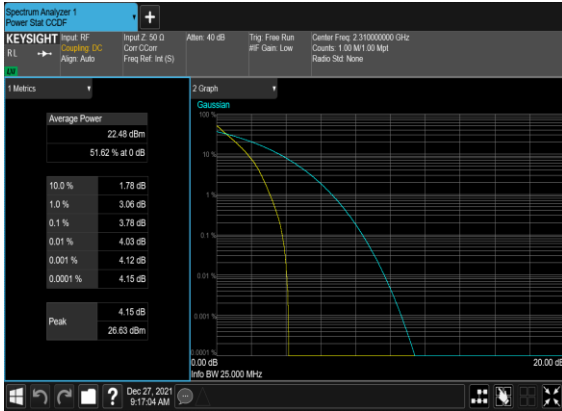 Spectrum Analyzer 1
Power Stat CCDF
+
KEYSIGHT
RL
Input: RF
Coupling: DC
Align: Auto
Input Z: 50 Ω
Corr CCorr
Freq Ref: Int (S)
Atten: 40 dB
Trig: Free Run
#IF Gain: Low
Center Freq: 2.310000000 GHz
Counts: 1.00 M/1.00 Mpt
Radio Std: None
1 Metrics
Average Power
22.48 dBm
51.62 % at 0 dB
10.0 % 1.78 dB
1.0 % 3.06 dB
0.1 % 3.78 dB
0.01 % 4.03 dB
0.001 % 4.12 dB
0.0001 % 4.15 dB
Peak
4.15 dB
26.63 dBm
2 Graph
Gaussian
100 %
10 %
1 %
0.1 %
0.01 %
0.001 %
0.0001 %
0.00 dB
20.00 dB
Info BW 25.000 MHz
?
Dec 27, 2021
9:17:04 AM